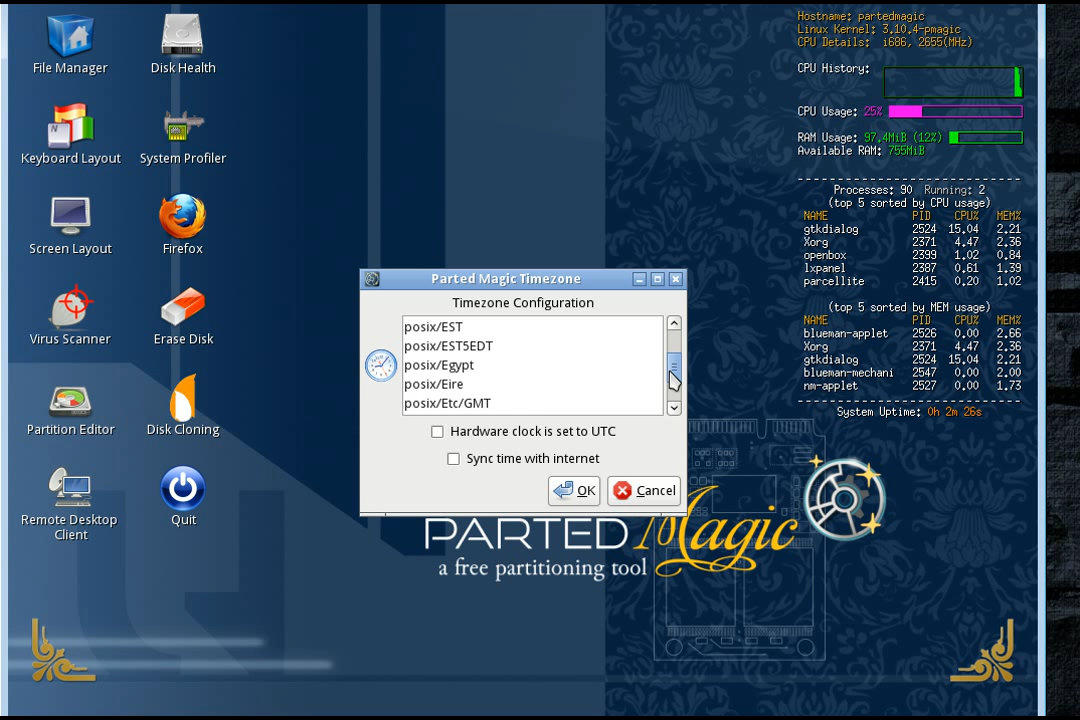 File Manager
Disk Health
Keyboard Layout
System Profiler
Screen Layout
Firefox
Virus Scanner
Erase Disk
Partition Editor
Disk Cloning
Remote Desktop
Client
Quit
N
Parted Magic Timezone
Timezone Configuration
posix/EST
posix/EST5EDT
posix/Egypt
posix/Eire
posix/Etc/GMT
Hardware clock is set to UTC
Sync time with internet
OK
Cancel
PARTED Magic
a free partitioning tool
Hostname: partedmagic
Linux Kernel: 3.10.4-pmagic
CPU Details: i686, 2655(MHz)
CPU History:
CPU Usage: 25%
RAM Usage: 97.4MiB (12%)
Available RAM: 755MiB
Processes: 90 Running: 2
(top 5 sorted by CPU usage)
NAME PID CPU% MEM%
gtkdialog 2524 15.04 2.21
Xorg 2371 4.47 2.36
openbox 2399 1.02 0.84
lxpanel 2387 0.61 1.39
parcellite 2415 0.20 1.02
(top 5 sorted by MEM usage)
NAME PID CPU% MEM%
blueman-applet 2526 0.00 2.66
Xorg 2371 4.47 2.36
gtkdialog 2524 15.04 2.21
blueman-mechani 2547 0.00 2.00
nm-applet 2527 0.00 1.73
System Uptime: 0h 2m 26s